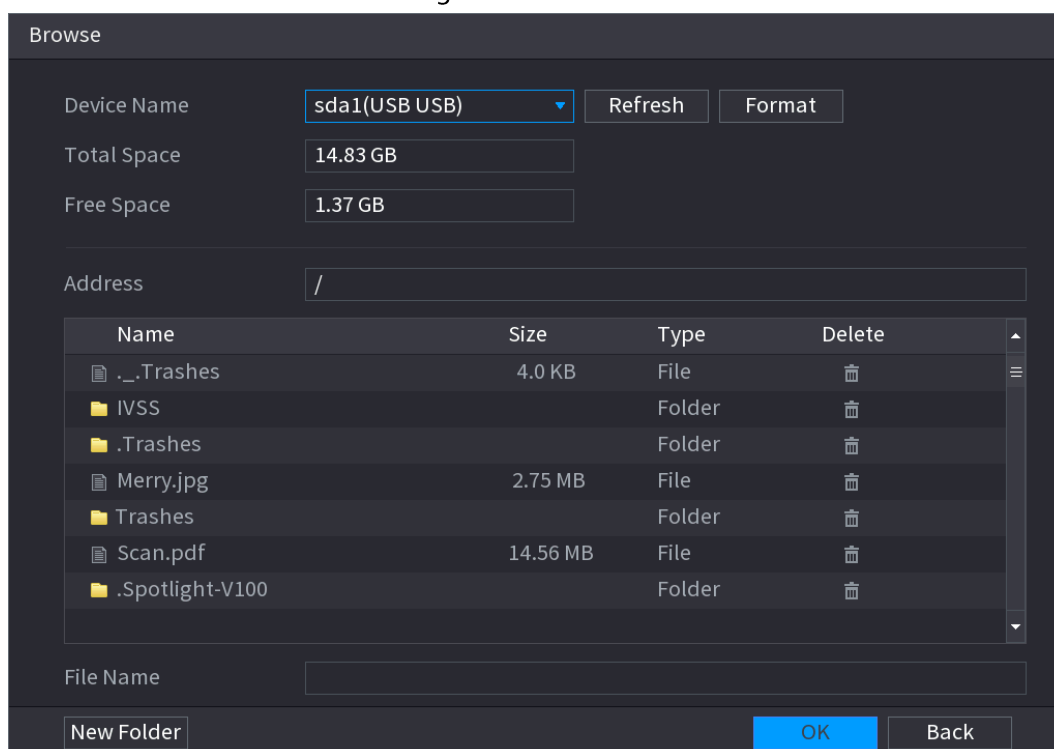 Browse
Device Name sda1(USB USB) Refresh Format
Total Space 14.83 GB
Free Space 1.37 GB
Address /
Name Size Type Delete
._.Trashes 4.0 KB File
IVSS Folder
.Trashes Folder
Merry.jpg 2.75 MB File
Trashes Folder
Scan.pdf 14.56 MB File
.Spotlight-V100 Folder
File Name
New Folder OK Back